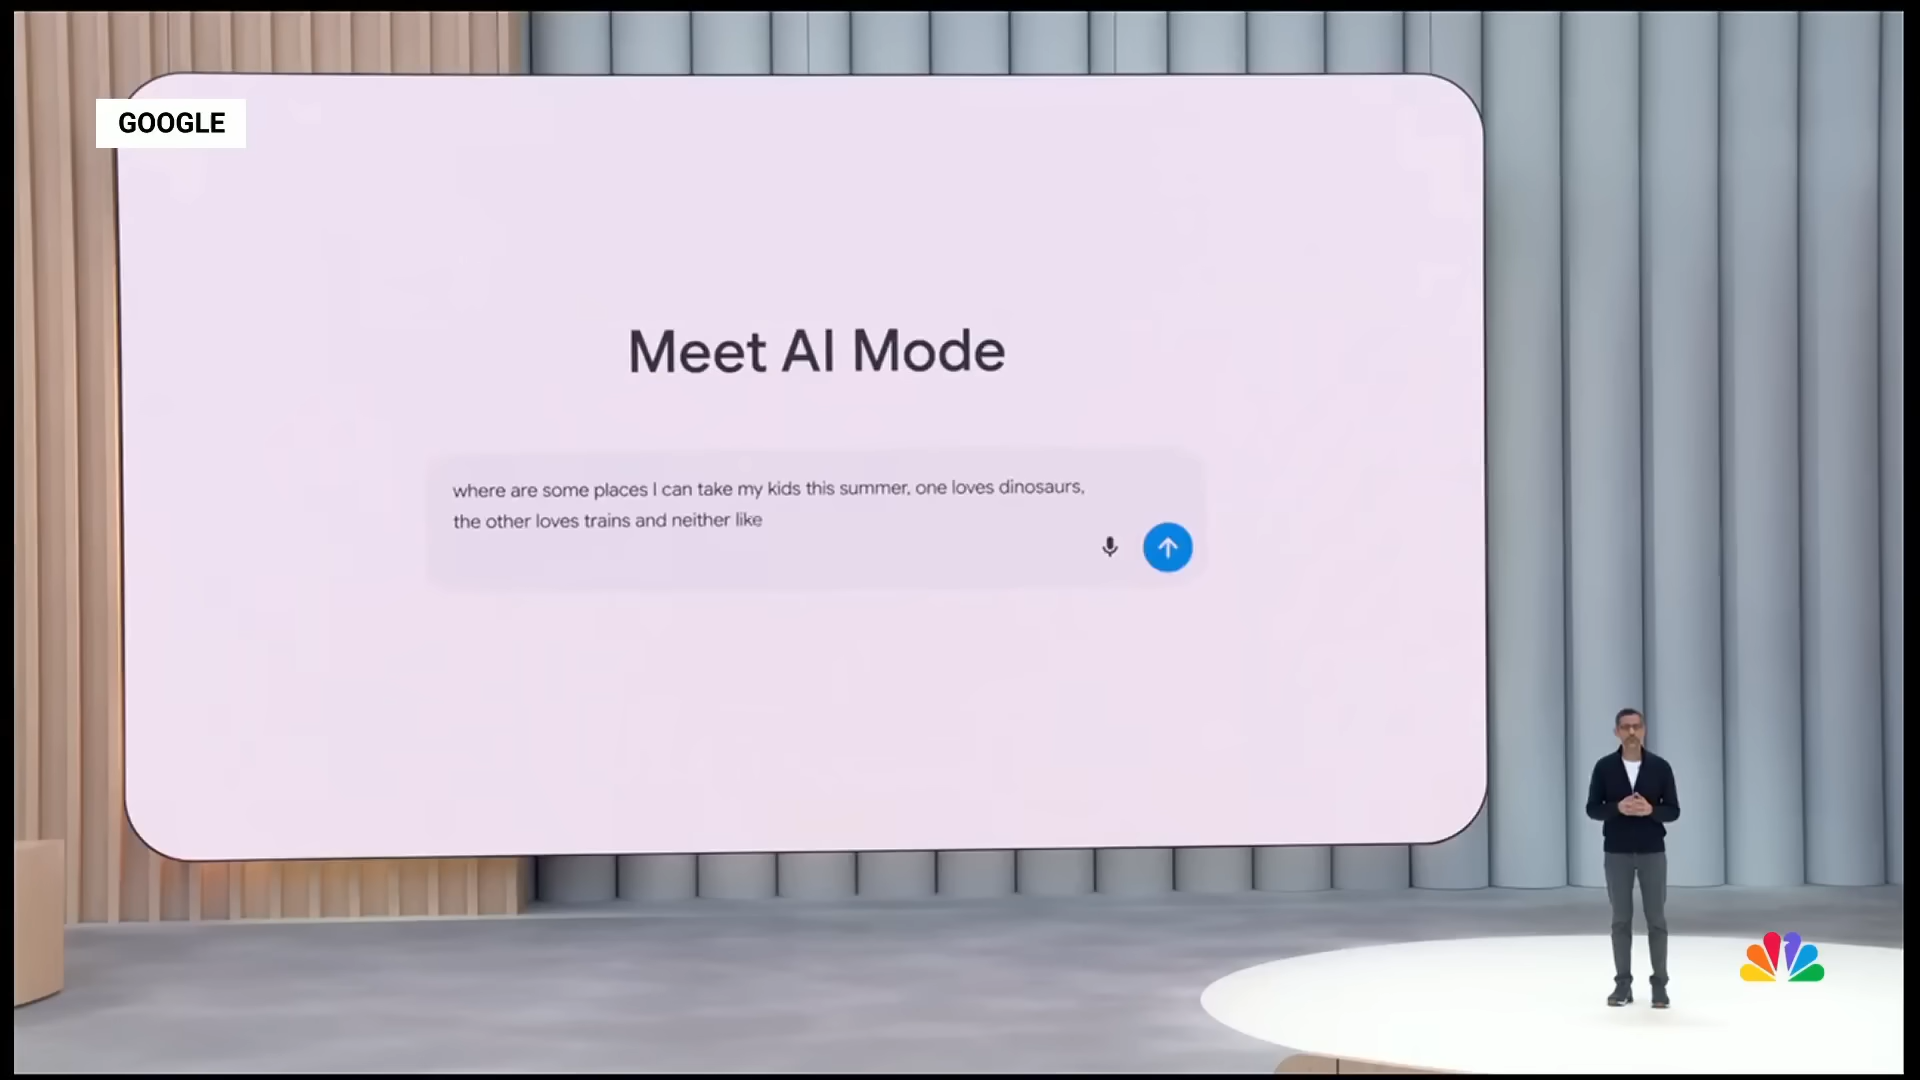 GOOGLE
Meet AI Mode
where are some places I can take my kids this summer, one loves dinosaurs,
the other loves trains and neither like